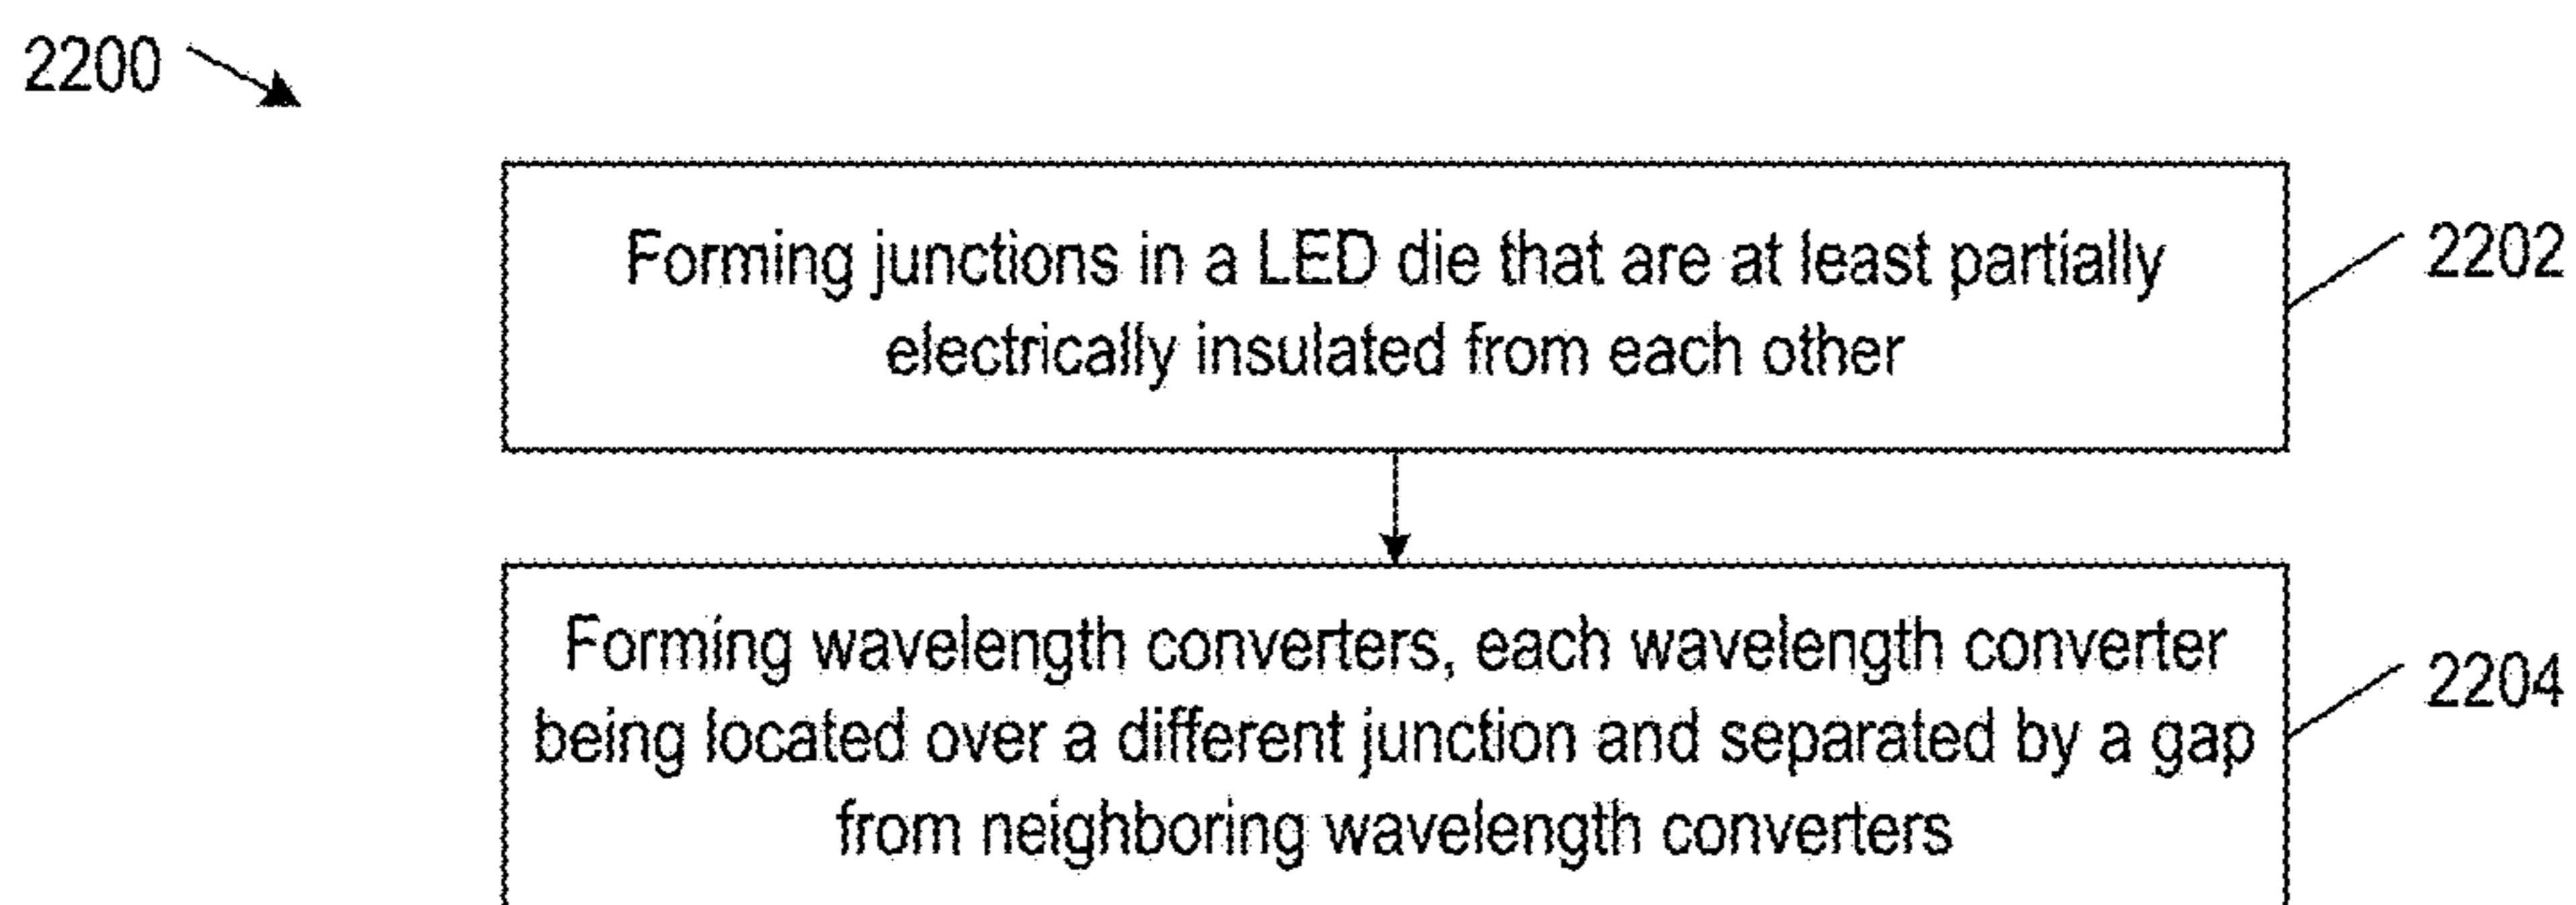 2200
Forming junctions in a LED die that are at least partially
electrically insulated from each other
2202
Forming wavelength converters, each wavelength converter
being located over a different junction and separated by a gap
from neighboring wavelength converters
2204